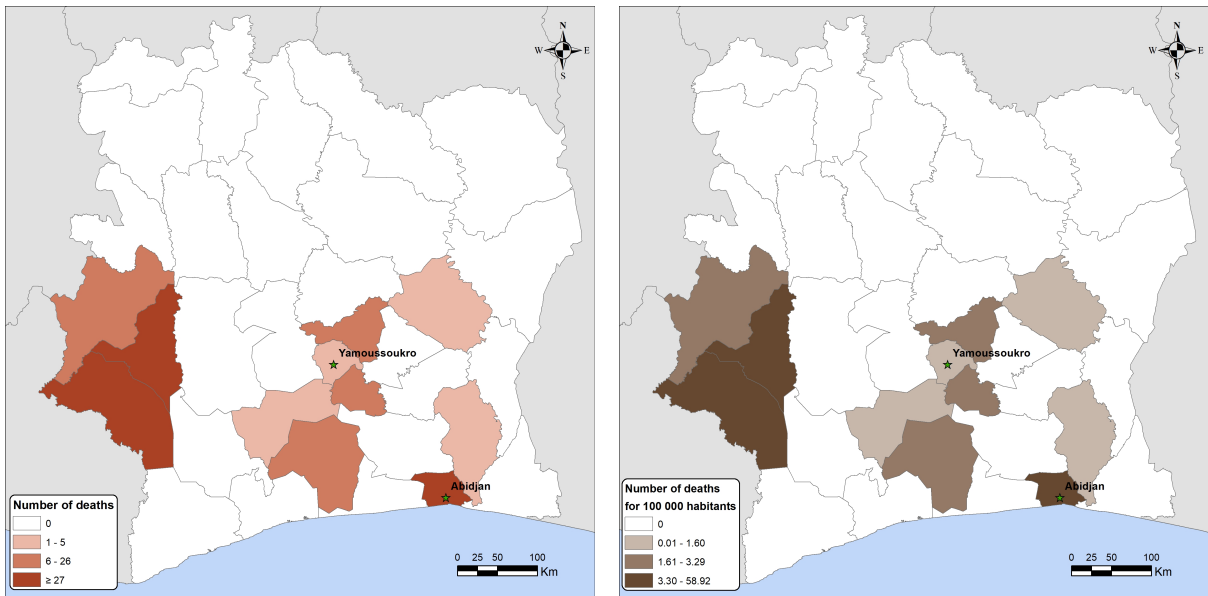 N
W E
S
Yamoussoukro
Abidjan
Number of deaths
0
1 - 5
6 - 26
≥ 27
0 25 50 100
Km
N
W E
S
Yamoussoukro
Abidjan
Number of deaths
for 100 000 habitants
0
0.01 - 1.60
1.61 - 3.29
3.30 - 58.92
0 25 50 100
Km